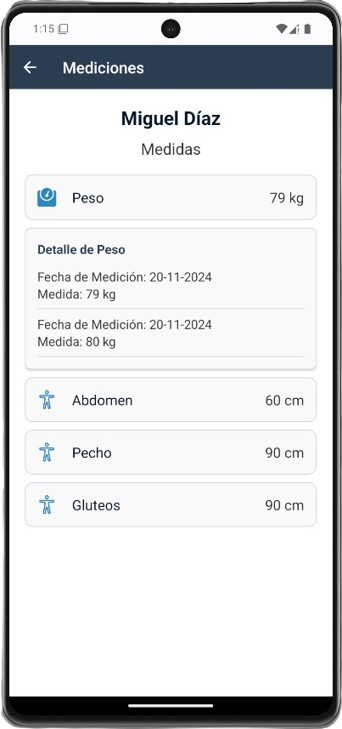 1:15
Mediciones
Miguel Díaz
Medidas
Peso 79 kg
Detalle de Peso
Fecha de Medición: 20-11-2024
Medida: 79 kg
Fecha de Medición: 20-11-2024
Medida: 80 kg
Abdomen 60 cm
Pecho 90 cm
Gluteos 90 cm